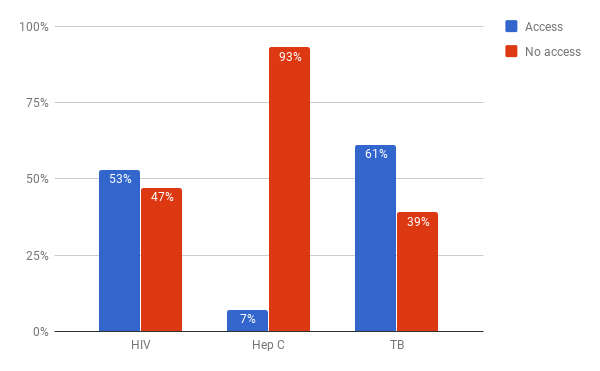 100%
75%
50%
25%
0%
53%
47%
7%
93%
61%
39%
HIV
Hep C
TB
Access
No access